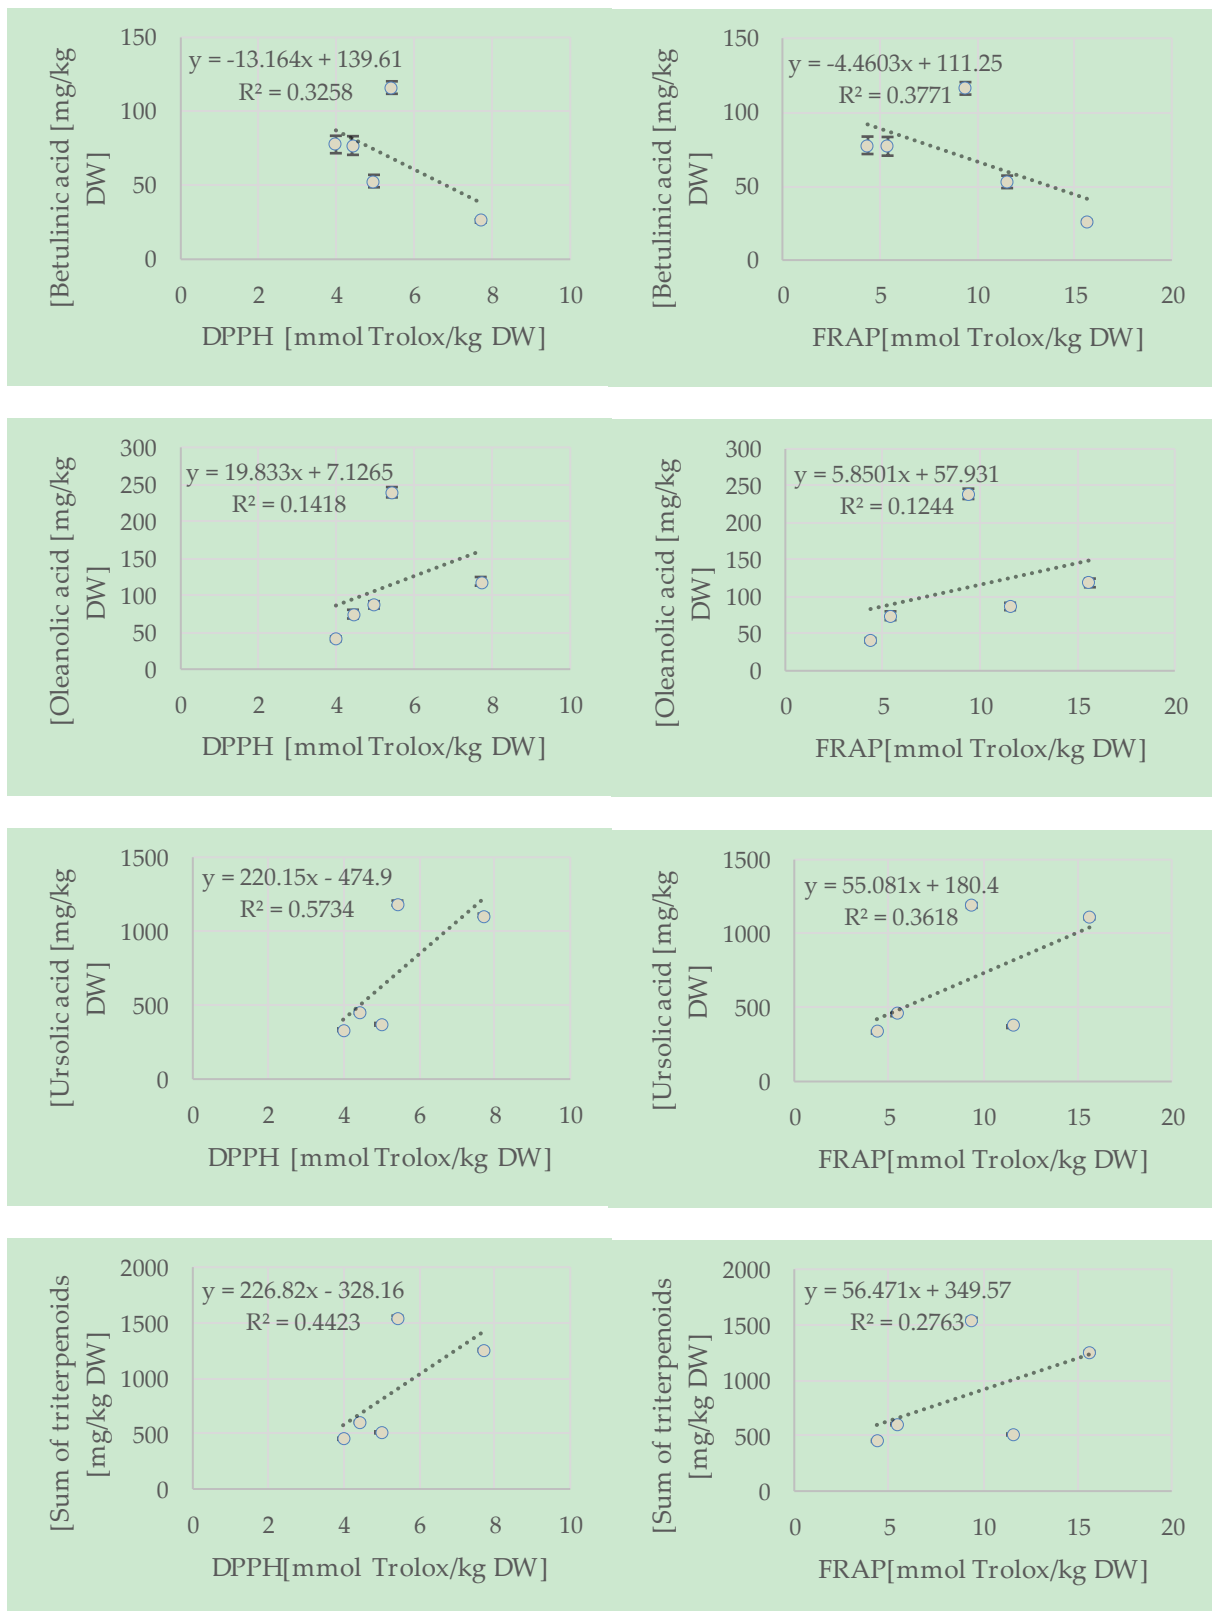 [Betulinic acid [mg/kg
DW]
150
100
50
0
y = -13.164x + 139.61
R² = 0.3258
0 2 4 6 8 10
DPPH [mmol Trolox/kg DW]
[Betulinic acid [mg/kg
DW]
150
100
50
0
y = -4.4603x + 111.25
R² = 0.3771
0 5 10 15 20
FRAP[mmol Trolox/kg DW]
[Oleanolic acid [mg/kg
DW]
300
250
200
150
100
50
0
y = 19.833x + 7.1265
R² = 0.1418
0 2 4 6 8 10
DPPH [mmol Trolox/kg DW]
[Oleanolic acid [mg/kg
DW]
300
250
200
150
100
50
0
y = 5.8501x + 57.931
R² = 0.1244
0 5 10 15 20
FRAP[mmol Trolox/kg DW]
[Ursolic acid [mg/kg
DW]
1500
1000
500
0
y = 220.15x - 474.9
R² = 0.5734
0 2 4 6 8 10
DPPH [mmol Trolox/kg DW]
[Ursolic acid [mg/kg
DW]
1500
1000
500
0
y = 55.081x + 180.4
R² = 0.3618
0 5 10 15 20
FRAP[mmol Trolox/kg DW]
[Sum of triterpenoids
[mg/kg DW]
2000
1500
1000
500
0
y = 226.82x - 328.16
R² = 0.4423
0 2 4 6 8 10
DPPH[mmol Trolox/kg DW]
[Sum of triterpenoids
[mg/kg DW]
2000
1500
1000
500
0
y = 56.471x + 349.57
R² = 0.2763
0 5 10 15 20
FRAP[mmol Trolox/kg DW]